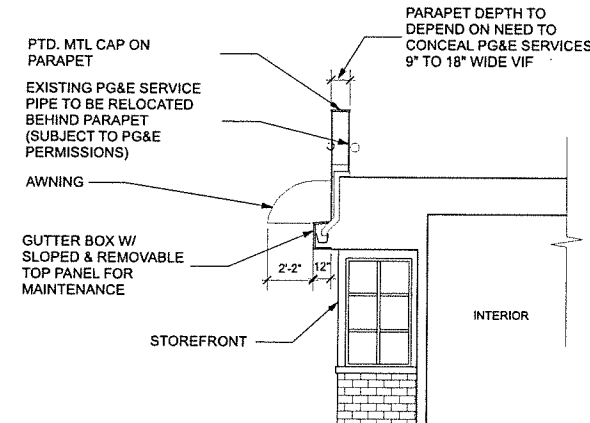 PARAPET DEPTH TO
DEPEND ON NEED TO
CONCEAL PG&E SERVICES
9" TO 18" WIDE VIF
PTD. MTL CAP ON
PARAPET
EXISTING PG&E SERVICE
PIPE TO BE RELOCATED
BEHIND PARAPET
(SUBJECT TO PG&E
PERMISSIONS)
AWNING
GUTTER BOX W/
SLOPED & REMOVABLE
TOP PANEL FOR
MAINTENANCE
2'-2" 12"
STOREFRONT
INTERIOR